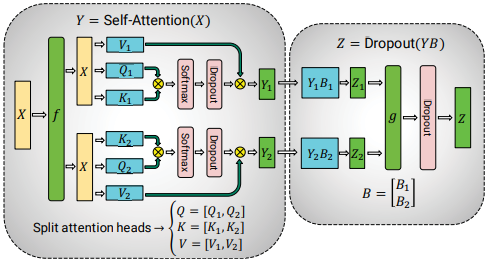 Y = Self-Attention(X)
Z = Dropout(YB)
X
f
X
V₁
Q₁
K₁
Softmax
Dropout
Y₁
Y₁B₁
Z₁
X
K₂
Q₂
V₂
Softmax
Dropout
Y₂
Y₂B₂
Z₂
g
Dropout
Z
B = [B₁
B₂]
Split attention heads → { Q = [Q₁, Q₂]
K = [K₁, K₂]
V = [V₁, V₂]